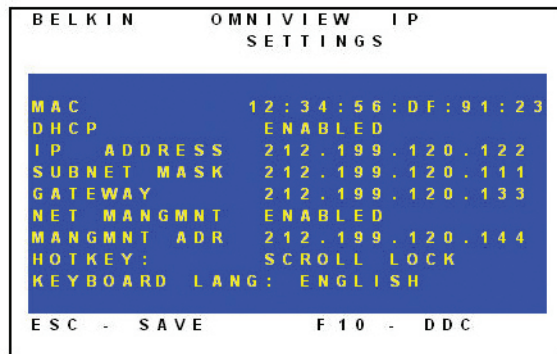 BELKIN OMNIVIEW IP
SETTINGS
MAC 12:34:56:DF:91:23
DHCP ENABLED
IP ADDRESS 212.199.120.122
SUBNET MASK 212.199.120.111
GATEWAY 212.199.120.133
NET MANGMNT ENABLED
MANGMNT ADR 212.199.120.144
HOTKEY: SCROLL LOCK
KEYBOARD LANG: ENGLISH
ESC - SAVE F10 - DDC